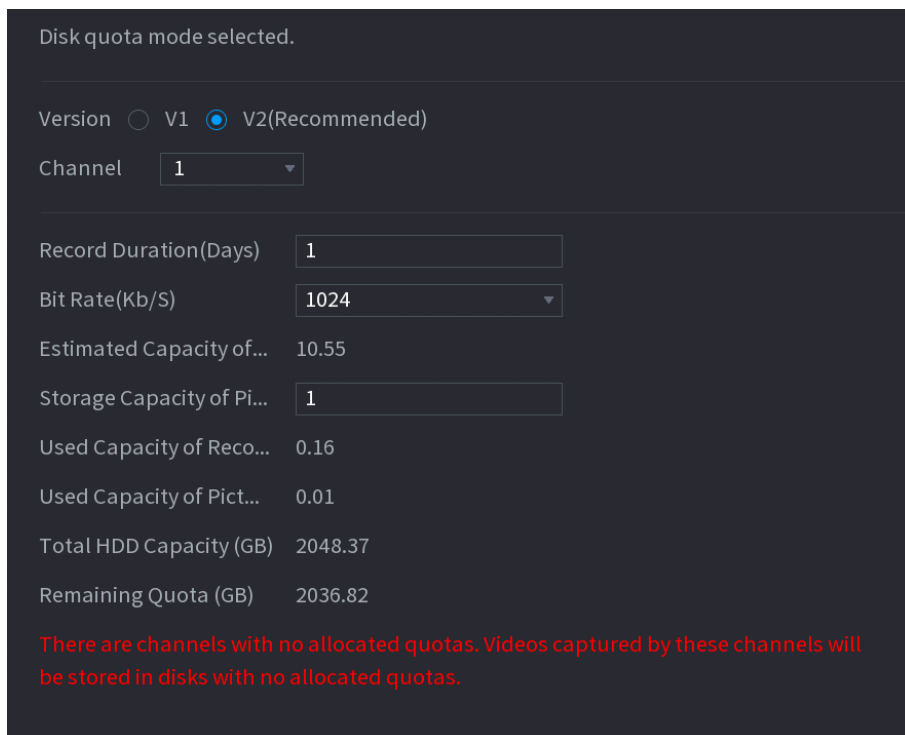 Disk quota mode selected.
Version V1 V2(Recommended)
Channel 1
Record Duration(Days) 1
Bit Rate(Kb/S) 1024
Estimated Capacity of... 10.55
Storage Capacity of Pi... 1
Used Capacity of Reco... 0.16
Used Capacity of Pict... 0.01
Total HDD Capacity (GB) 2048.37
Remaining Quota (GB) 2036.82
There are channels with no allocated quotas. Videos captured by these channels will
be stored in disks with no allocated quotas.